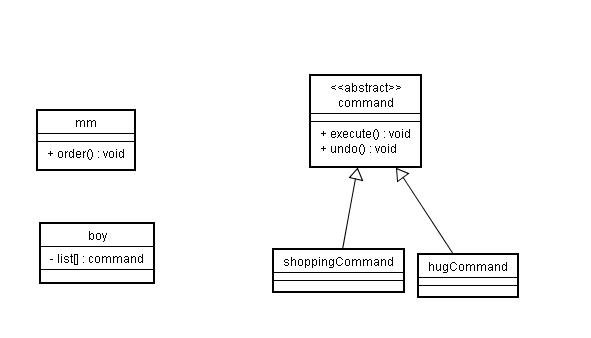 mm
+ order() : void
boy
- list[] : command
<<abstract>>
command
+ execute() : void
+ undo() : void
shoppingCommand
hugCommand